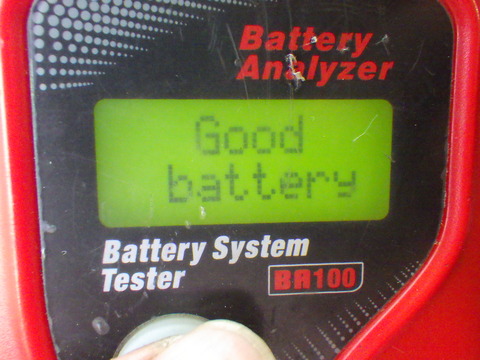 Battery
Analyzer
Good
battery
Battery System
Tester
BA100